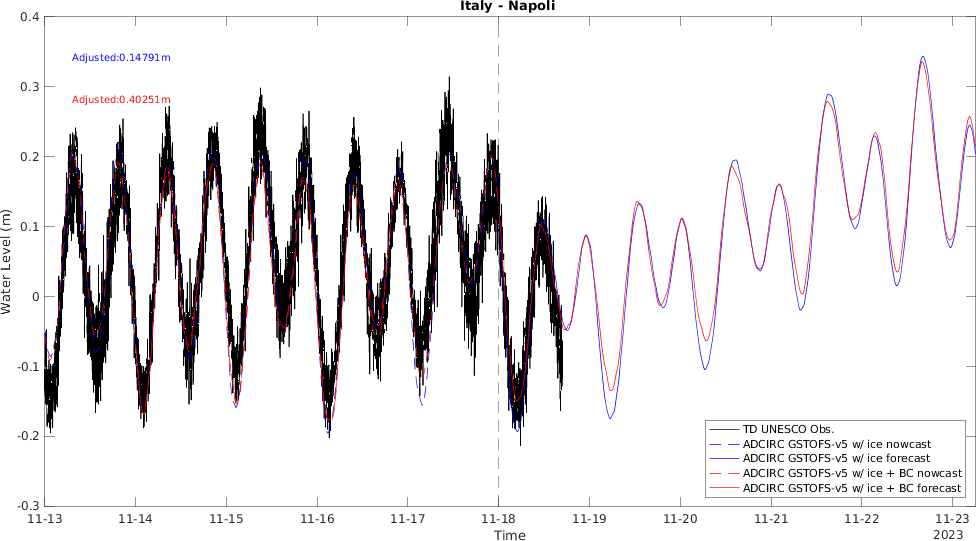 Italy - Napoli
0.4
0.3
0.2
0.1
0
-0.1
-0.2
-0.3
Water Level (m)
Adjusted:0.14791m
Adjusted:0.40251m
TD UNESCO Obs.
ADCIRC GSTOFS-v5 w/ ice nowcast
ADCIRC GSTOFS-v5 w/ ice forecast
ADCIRC GSTOFS-v5 w/ ice + BC nowcast
ADCIRC GSTOFS-v5 w/ ice + BC forecast
11-13 11-14 11-15 11-16 11-17 11-18 11-19 11-20 11-21 11-22 11-23
Time
2023